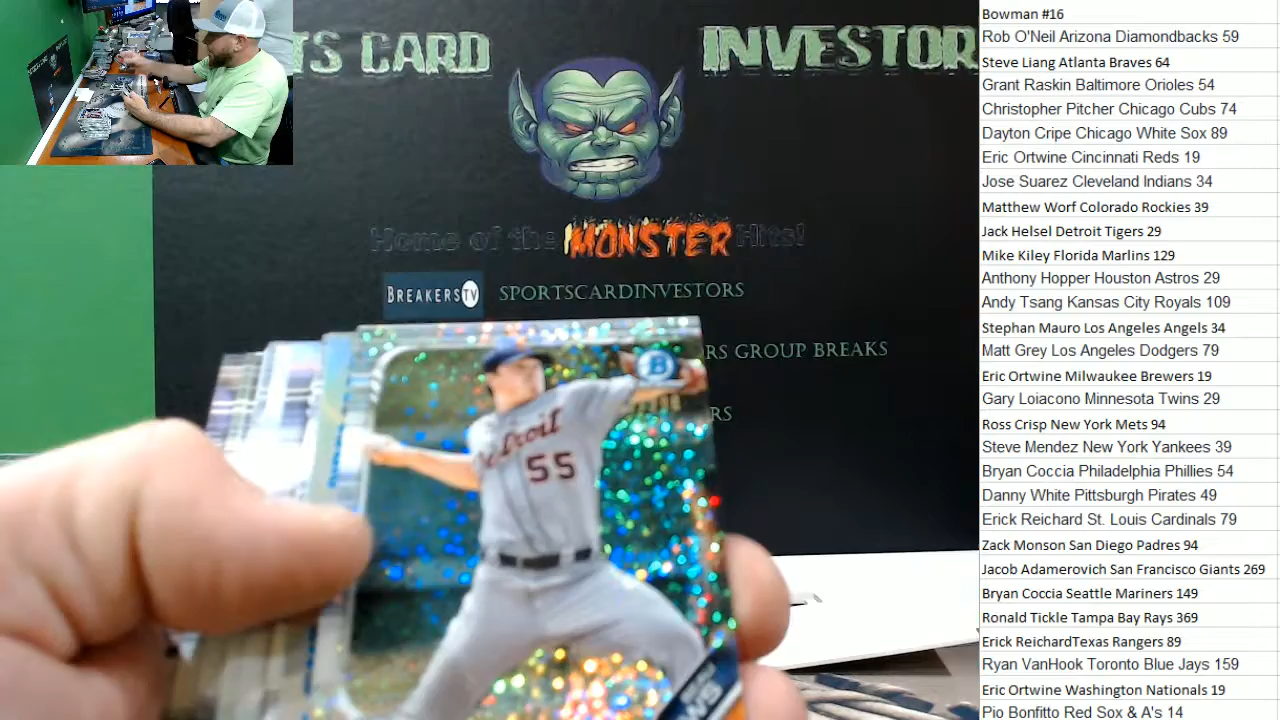 TS CARD INVESTOR
Home of the MONSTER Hits!
BREAKERSTV SPORTSCARDINVESTORS
RS GROUP BREAKS
RS
B
Detroit
55
Bowman #16
Rob O'Neil Arizona Diamondbacks 59
Steve Liang Atlanta Braves 64
Grant Raskin Baltimore Orioles 54
Christopher Pitcher Chicago Cubs 74
Dayton Cripe Chicago White Sox 89
Eric Ortwine Cincinnati Reds 19
Jose Suarez Cleveland Indians 34
Matthew Worf Colorado Rockies 39
Jack Helsel Detroit Tigers 29
Mike Kiley Florida Marlins 129
Anthony Hopper Houston Astros 29
Andy Tsang Kansas City Royals 109
Stephan Mauro Los Angeles Angels 34
Matt Grey Los Angeles Dodgers 79
Eric Ortwine Milwaukee Brewers 19
Gary Loiacono Minnesota Twins 29
Ross Crisp New York Mets 94
Steve Mendez New York Yankees 39
Bryan Coccia Philadelphia Phillies 54
Danny White Pittsburgh Pirates 49
Erick Reichard St. Louis Cardinals 79
Zack Monson San Diego Padres 94
Jacob Adamerovich San Francisco Giants 269
Bryan Coccia Seattle Mariners 149
Ronald Tickle Tampa Bay Rays 369
Erick ReichardTexas Rangers 89
Ryan VanHook Toronto Blue Jays 159
Eric Ortwine Washington Nationals 19
Pio Bonfitto Red Sox & A's 14